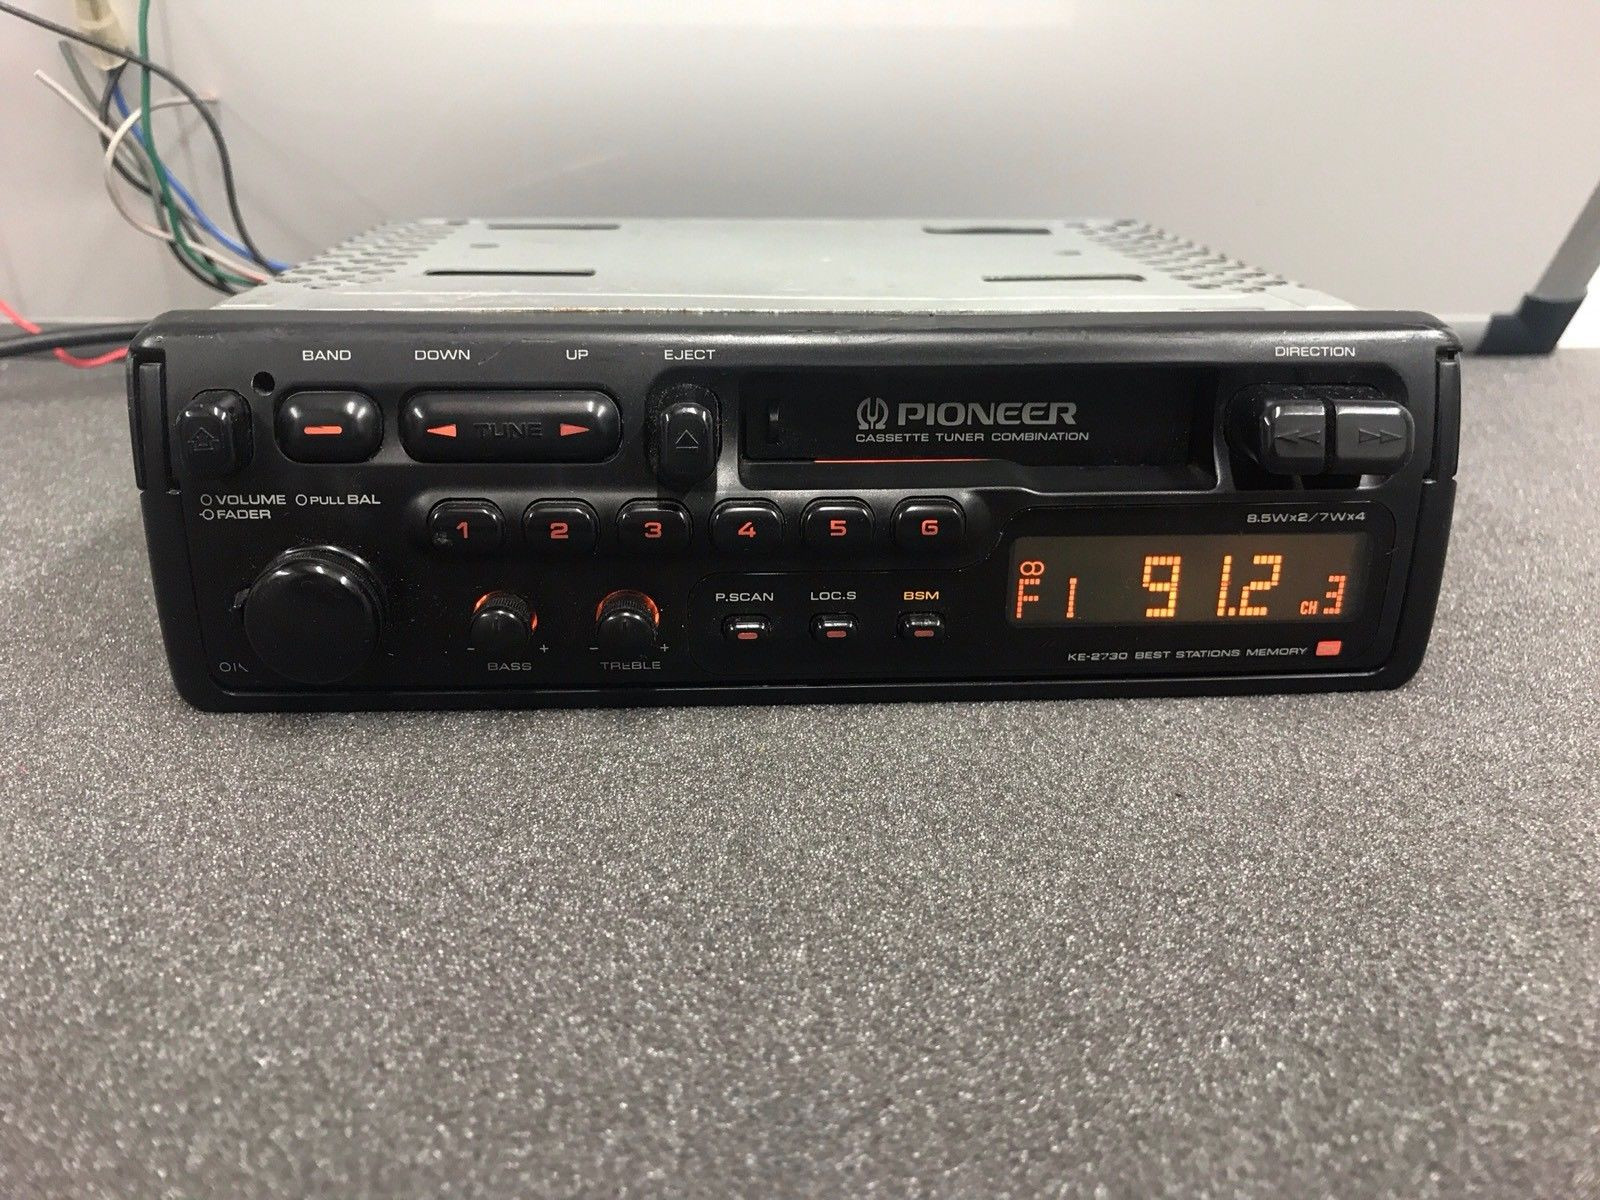 BAND DOWN UP EJECT DIRECTION
TUNE
PIONEER
CASSETTE TUNER COMBINATION
VOLUME PULL BAL
FADER
1 2 3 4 5 6
8.5W×2/7W×4
P.SCAN LOC.S BSM
F1 91.2 CH 3
- + - +
BASS TREBLE
KE-2730 BEST STATIONS MEMORY